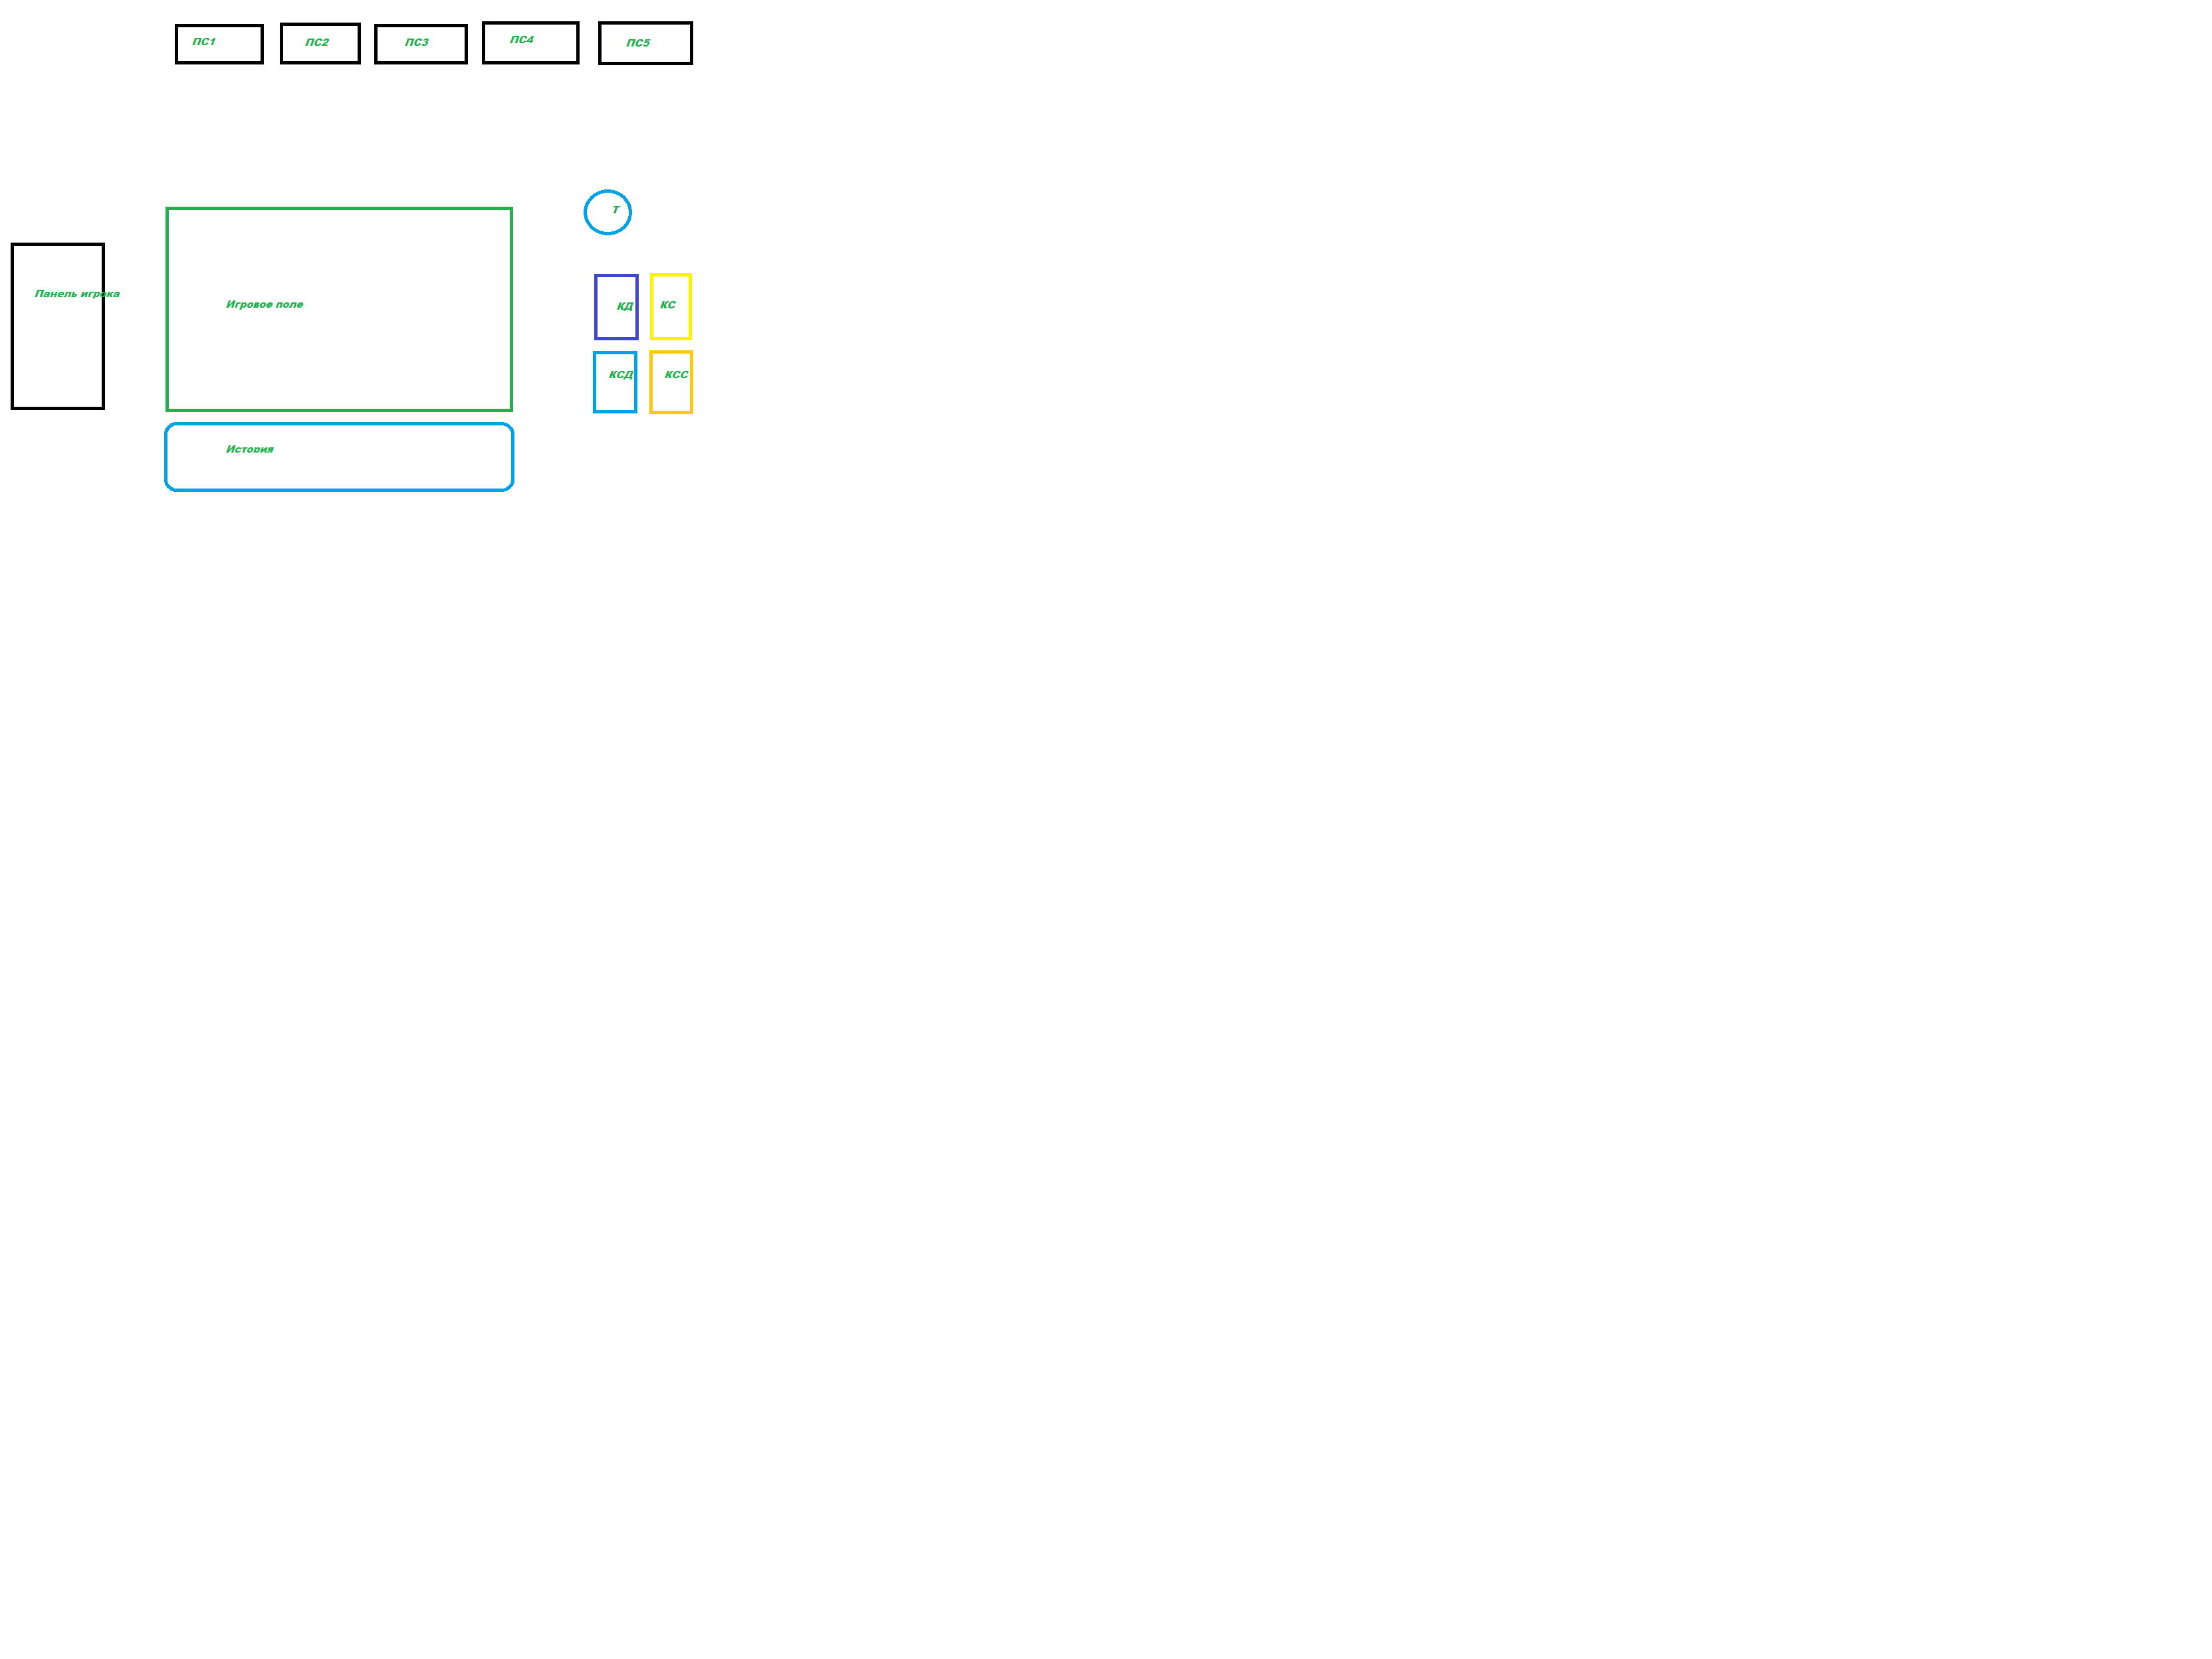 ПС1
ПС2
ПС3
ПС4
ПС5
Т
Панель игрока
Игровое поле
КД
КС
КСД
КСС
История